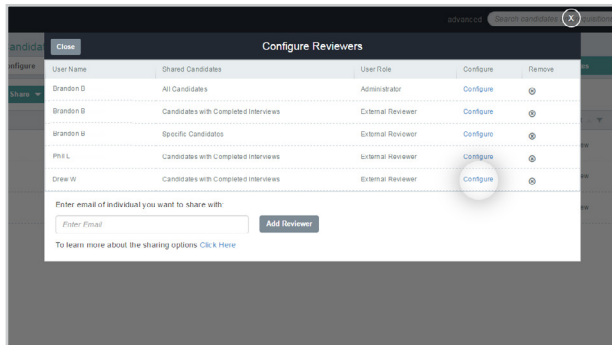 advanced Search candidates
X
Close Configure Reviewers
User Name Shared Candidates User Role Configure Remove
Brandon B All Candidates Administrator Configure
Brandon B Candidates with Completed Interviews External Reviewer Configure
Brandon B Specific Candidates External Reviewer Configure
Phil L Candidates with Completed Interviews External Reviewer Configure
Drew W Candidates with Completed Interviews External Reviewer Configure
Enter email of individual you want to share with:
Enter Email Add Reviewer
To learn more about the sharing options Click Here
Share